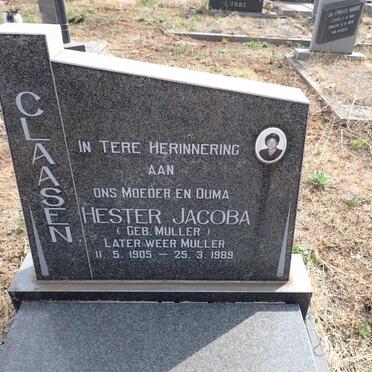 CLAASEN
IN TERE HERINNERING
AAN
ONS MOEDER EN OUMA
HESTER JACOBA
( GEB. MULLER )
LATER WEER MULLER
11. 5. 1905 — 25. 3. 1989